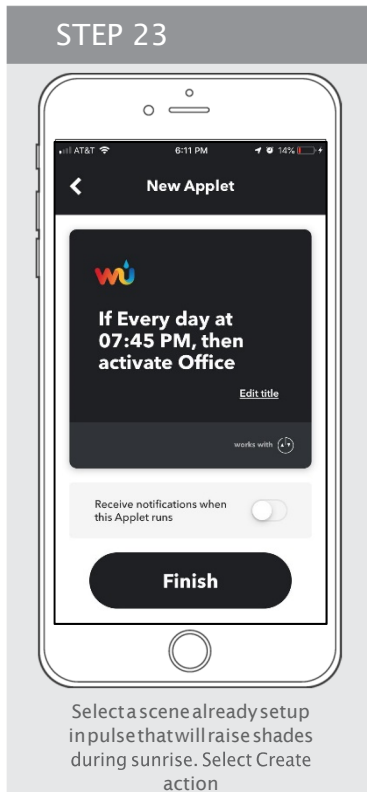 STEP 23
AT&T 6:11 PM 14%
New Applet
wu
If Every day at
07:45 PM, then
activate Office
Edit title
works with
Receive notifications when
this Applet runs
Finish
Select a scene already setup
in pulse that will raise shades
during sunrise. Select Create
action